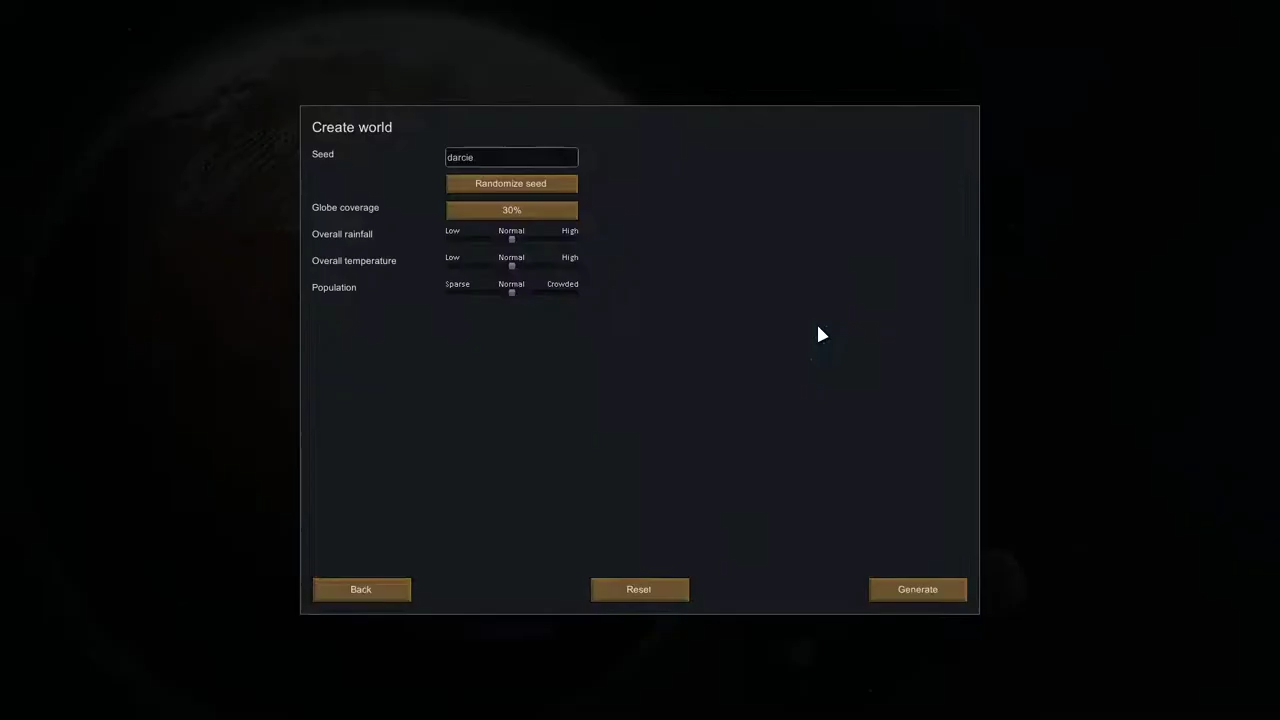 Create world
Seed
darcie
Randomize seed
Globe coverage
30%
Overall rainfall
Low Normal High
Overall temperature
Low Normal High
Population
Sparse Normal Crowded
Back Reset Generate